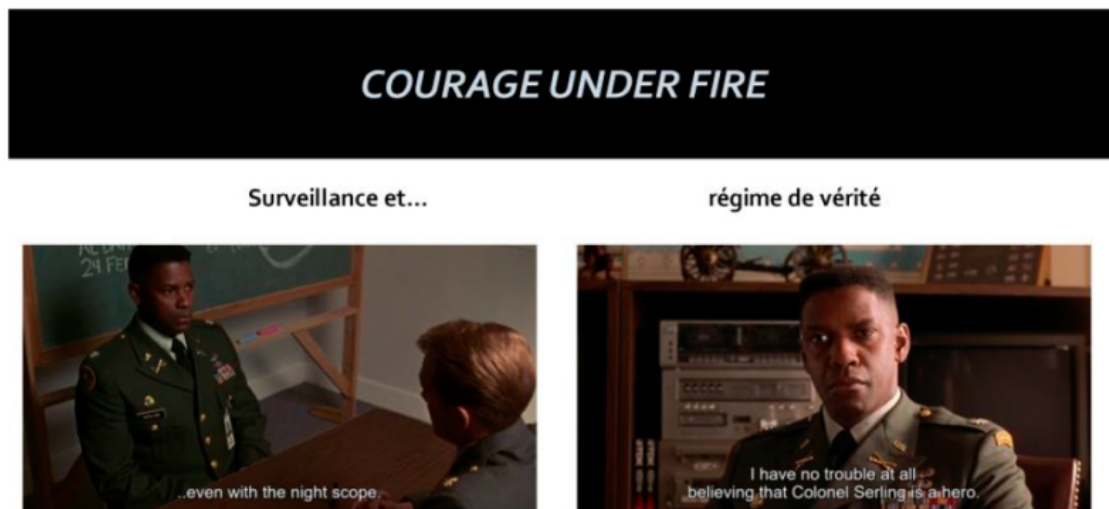 COURAGE UNDER FIRE
Surveillance et...
régime de vérité
24 FE
..even with the night scope.
I have no trouble at all
believing that Colonel Serling is a hero.